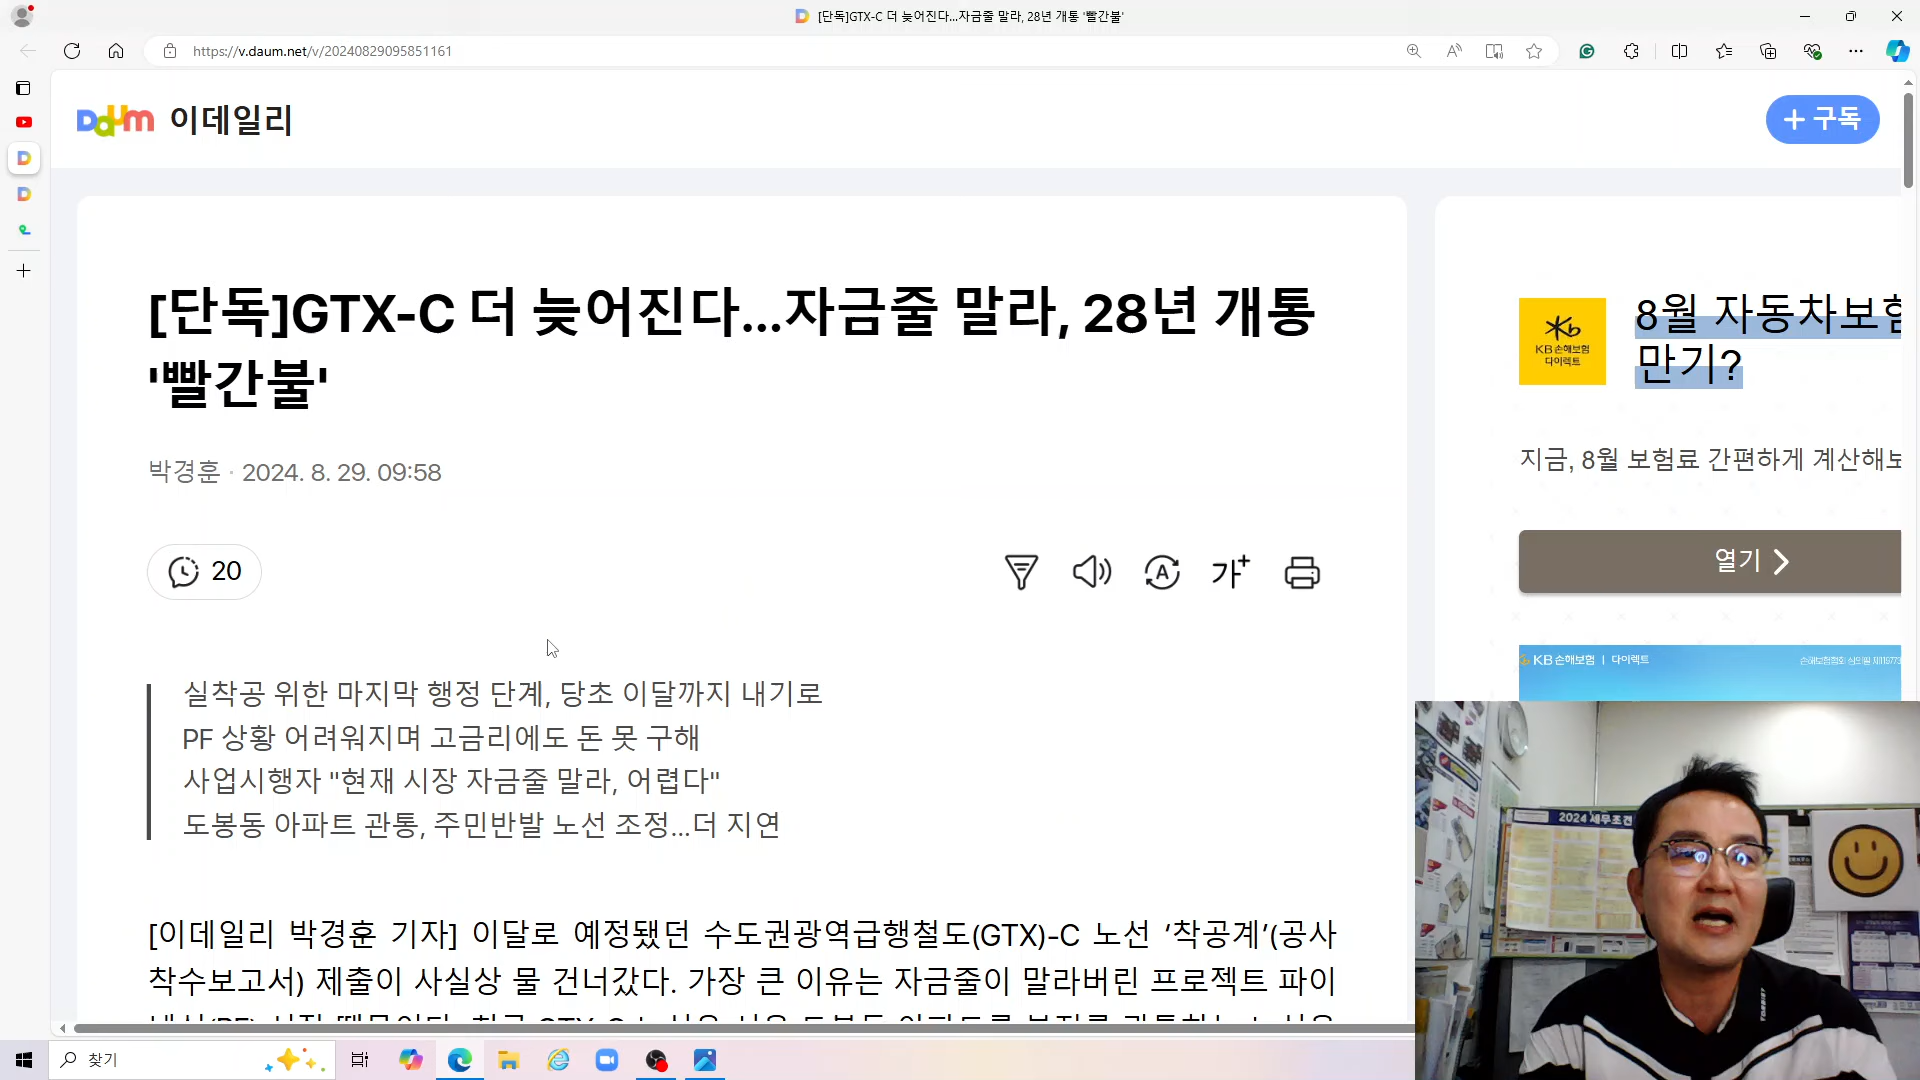 [단독]GTX-C 더 늦어진다...자금줄 말라, 28년 개통 '빨간불'
https://v.daum.net/v/20240829095851161
Daum 이데일리
+ 구독
[단독]GTX-C 더 늦어진다...자금줄 말라, 28년 개통
'빨간불'
박경훈 · 2024. 8. 29. 09:58
20
가+
실착공 위한 마지막 행정 단계, 당초 이달까지 내기로
PF 상황 어려워지며 고금리에도 돈 못 구해
사업시행자 "현재 시장 자금줄 말라, 어렵다"
도봉동 아파트 관통, 주민반발 노선 조정...더 지연
[이데일리 박경훈 기자] 이달로 예정됐던 수도권광역급행철도(GTX)-C 노선 ‘착공계’(공사
착수보고서) 제출이 사실상 물 건너갔다. 가장 큰 이유는 자금줄이 말라버린 프로젝트 파이
KB손해보험
다이렉트
8월 자동차보험
만기?
지금, 8월 보험료 간편하게 계산해보
열기
KB손해보험 | 다이렉트
2024 세무조견
찾기